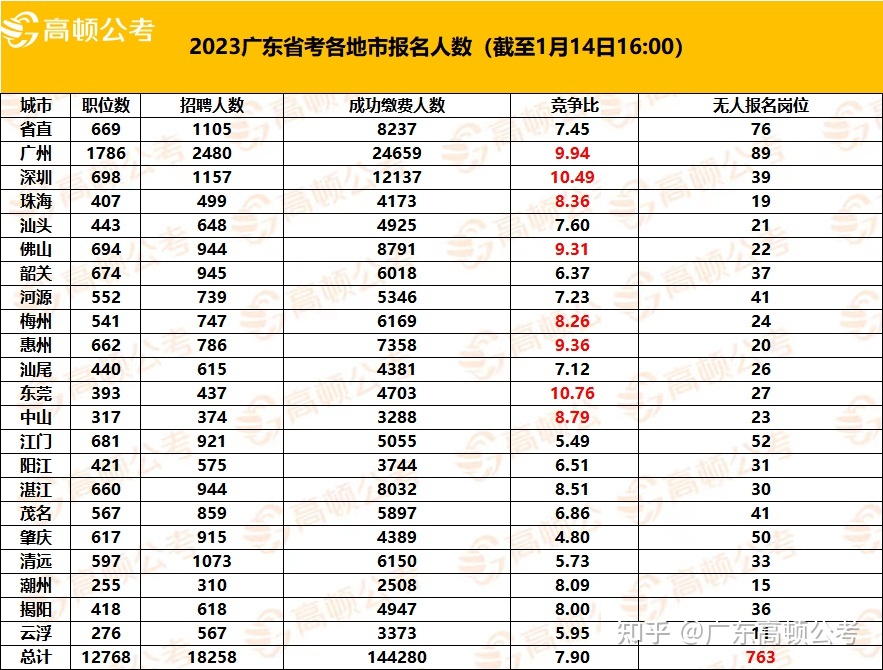 高顿公考
2023广东省考各地市报名人数（截至1月14日16:00）
城市 职位数 招聘人数 成功缴费人数 竞争比 无人报名岗位
省直 669 1105 8237 7.45 76
广州 1786 2480 24659 9.94 89
深圳 698 1157 12137 10.49 39
珠海 407 499 4173 8.36 19
汕头 443 648 4925 7.60 21
佛山 694 944 8791 9.31 22
韶关 674 945 6018 6.37 37
河源 552 739 5346 7.23 41
梅州 541 747 6169 8.26 24
惠州 662 786 7358 9.36 20
汕尾 440 615 4381 7.12 26
东莞 393 437 4703 10.76 27
中山 317 374 3288 8.79 23
江门 681 921 5055 5.49 52
阳江 421 575 3744 6.51 31
湛江 660 944 8032 8.51 30
茂名 567 859 5897 6.86 41
肇庆 617 915 4389 4.80 50
清远 597 1073 6150 5.73 33
潮州 255 310 2508 8.09 15
揭阳 418 618 4947 8.00 36
云浮 276 567 3373 5.95
知乎 @广东高顿公考
总计 12768 18258 144280 7.90 763